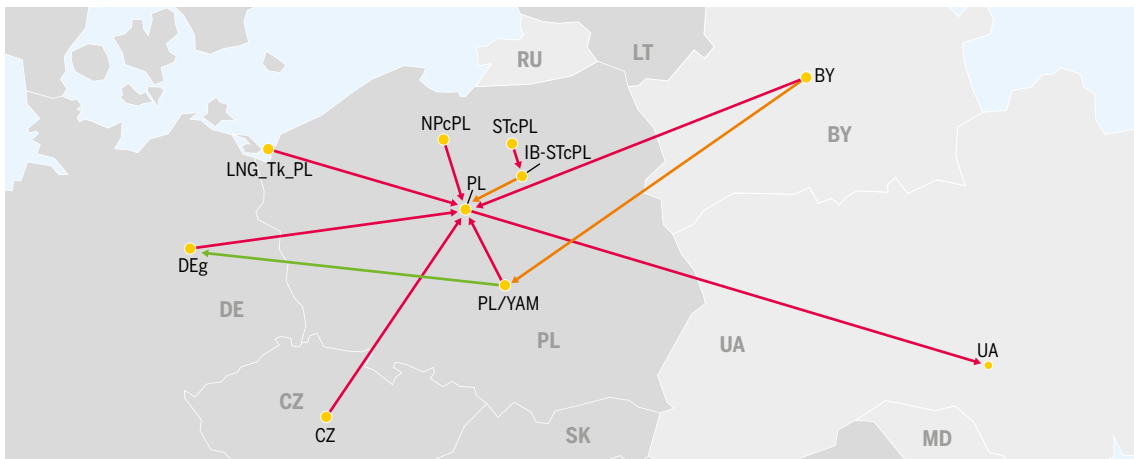 RU
LT
BY
BY
NPcPL
STcPL
IB-STcPL
LNG_Tk_PL
PL
DEg
PL/YAM
DE
PL
UA
UA
CZ
CZ
SK
MD